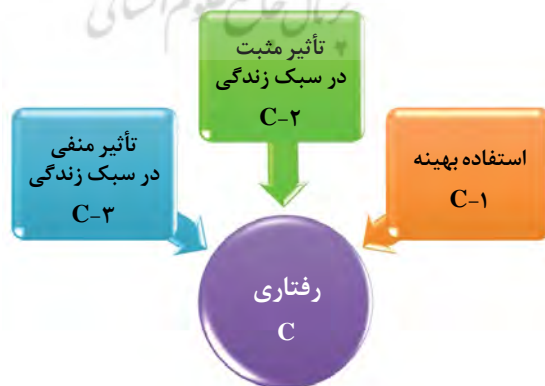 تأثیر مثبت
در سبک زندگی
C-۲
استفاده بهینه
C-۱
تأثیر منفی
در سبک زندگی
C-۳
رفتاری
C